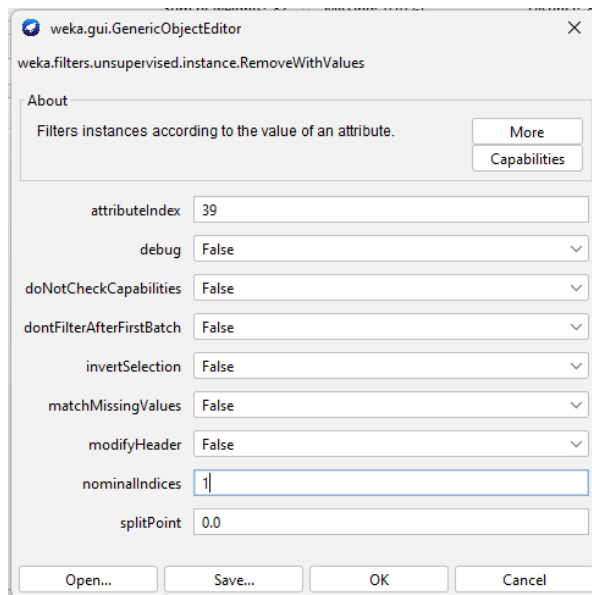 weka.gui.GenericObjectEditor
weka.filters.unsupervised.instance.RemoveWithValues
About
Filters instances according to the value of an attribute.
More
Capabilities
attributeIndex 39
debug False
doNotCheckCapabilities False
dontFilterAfterFirstBatch False
invertSelection False
matchMissingValues False
modifyHeader False
nominalIndices 1
splitPoint 0.0
Open... Save... OK Cancel